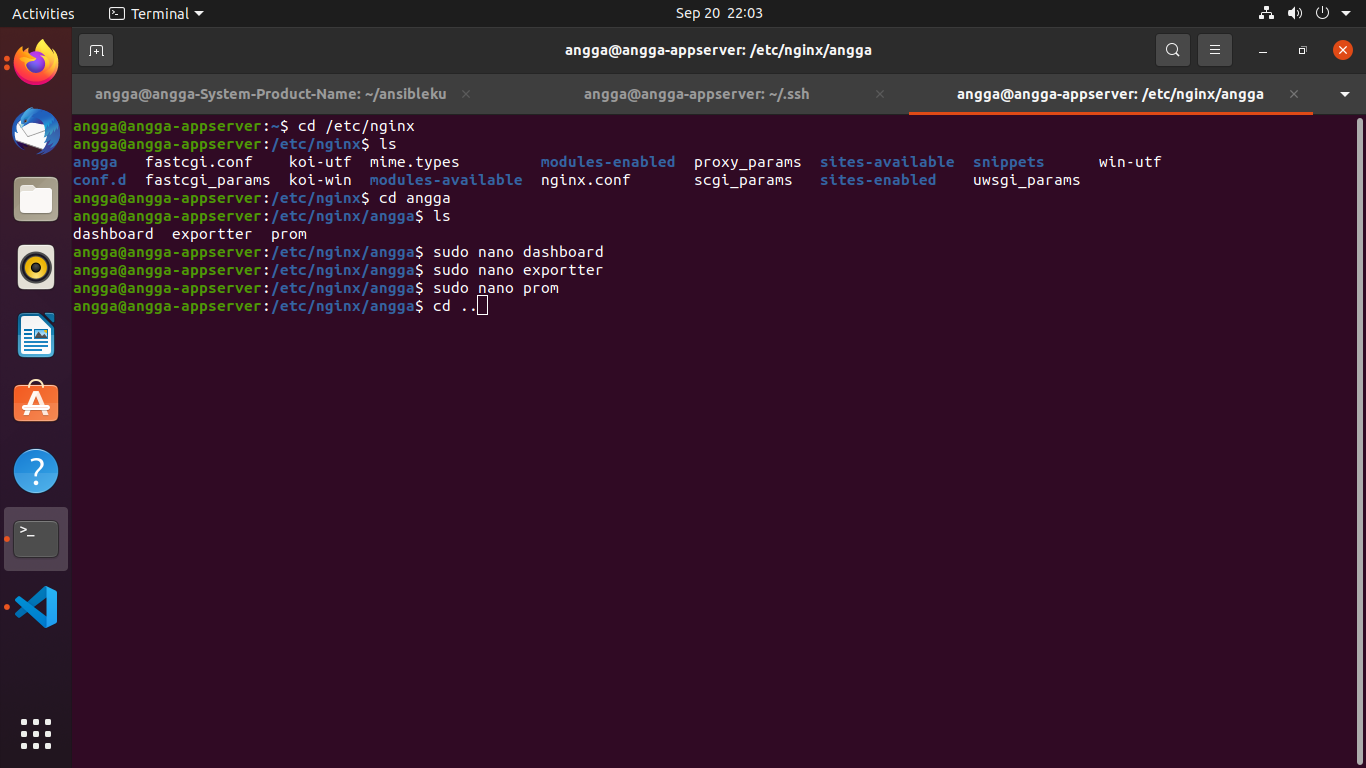 Activities Terminal Sep 20 22:03
angga@angga-appserver: /etc/nginx/angga
angga@angga-System-Product-Name: ~/ansibleku angga@angga-appserver: ~/.ssh angga@angga-appserver: /etc/nginx/angga
angga@angga-appserver:~$ cd /etc/nginx
angga@angga-appserver:/etc/nginx$ ls
angga fastcgi.conf koi-utf mime.types modules-enabled proxy_params sites-available snippets win-utf
conf.d fastcgi_params koi-win modules-available nginx.conf scgi_params sites-enabled uwsgi_params
angga@angga-appserver:/etc/nginx$ cd angga
angga@angga-appserver:/etc/nginx/angga$ ls
dashboard exportter prom
angga@angga-appserver:/etc/nginx/angga$ sudo nano dashboard
angga@angga-appserver:/etc/nginx/angga$ sudo nano exportter
angga@angga-appserver:/etc/nginx/angga$ sudo nano prom
angga@angga-appserver:/etc/nginx/angga$ cd ..